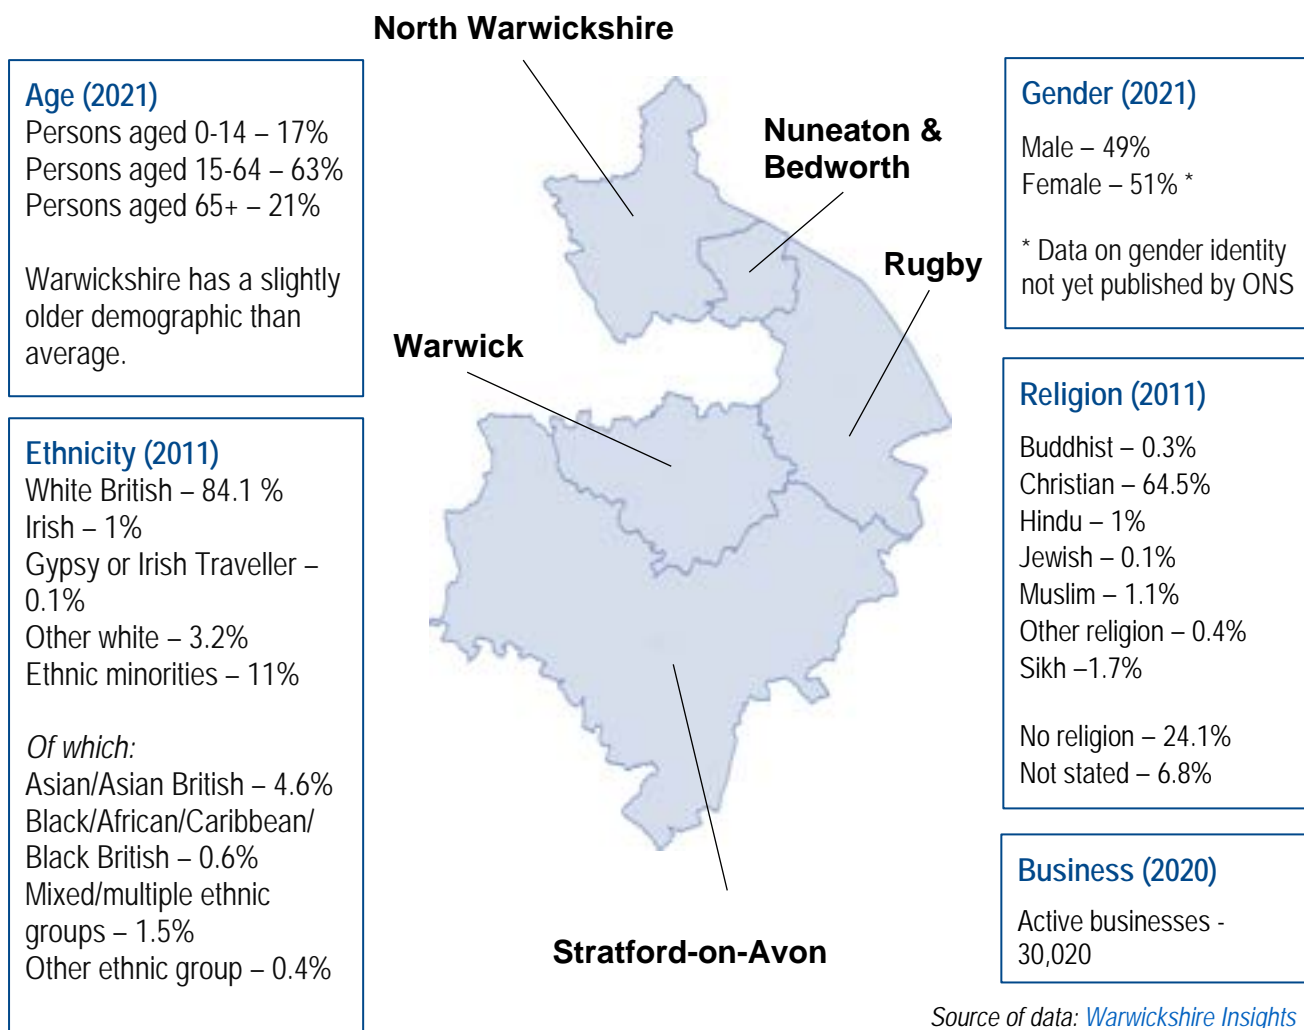 North Warwickshire
Age (2021)
Persons aged 0-14 – 17%
Persons aged 15-64 – 63%
Persons aged 65+ – 21%
Warwickshire has a slightly
older demographic than
average.
Ethnicity (2011)
White British – 84.1 %
Irish – 1%
Gypsy or Irish Traveller –
0.1%
Other white – 3.2%
Ethnic minorities – 11%
Of which:
Asian/Asian British – 4.6%
Black/African/Caribbean/
Black British – 0.6%
Mixed/multiple ethnic
groups – 1.5%
Other ethnic group – 0.4%
Nuneaton &
Bedworth
Rugby
Warwick
Stratford-on-Avon
Gender (2021)
Male – 49%
Female – 51% *
* Data on gender identity
not yet published by ONS
Religion (2011)
Buddhist – 0.3%
Christian – 64.5%
Hindu – 1%
Jewish – 0.1%
Muslim – 1.1%
Other religion – 0.4%
Sikh –1.7%
No religion – 24.1%
Not stated – 6.8%
Business (2020)
Active businesses -
30,020
Source of data: Warwickshire Insights